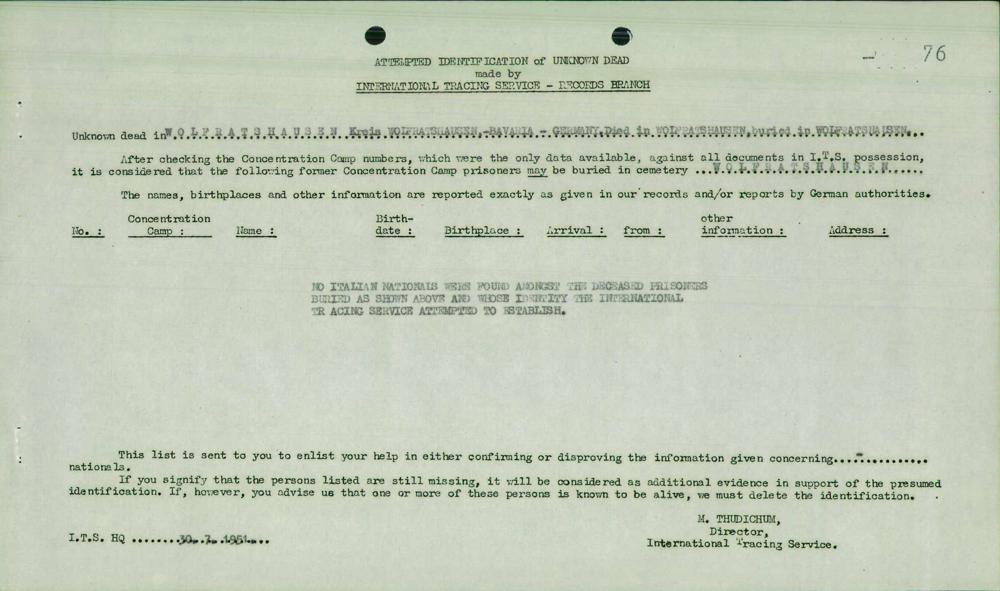 76
ATTEMPTED IDENTIFICATION of UNKNOWN DEAD
made by
INTERNATIONAL TRACING SERVICE - RECORDS BRANCH
Unknown dead in WOLFRATSHAUSEN Kreis WOLFRATSHAUSEN,-BAVARIA - GERMANY.Died in WOLFRATSHAUSEN,buried in WOLFRATSHAUSEN...
After checking the Concentration Camp numbers, which were the only data available, against all documents in I.T.S. possession,
it is considered that the following former Concentration Camp prisoners may be buried in cemetery ...WOLFRATSHAUSEN......
The names, birthplaces and other information are reported exactly as given in our records and/or reports by German authorities.
No. : Concentration Camp : Name : Birth-date : Birthplace : Arrival : from : other information : Address :
NO ITALIAN NATIONALS WERE FOUND AMONGST THE DECEASED PRISONERS
BURIED AS SHOWN ABOVE AND WHOSE IDENTITY THE INTERNATIONAL
TR ACING SERVICE ATTEMPTED TO ESTABLISH.
This list is sent to you to enlist your help in either confirming or disproving the information given concerning....-...........
nationals.
If you signify that the persons listed are still missing, it will be considered as additional evidence in support of the presumed
identification. If, however, you advise us that one or more of these persons is known to be alive, we must delete the identification.
M. THUDICHUM,
Director,
I.T.S. HQ .......30..7..1951....
International Tracing Service.